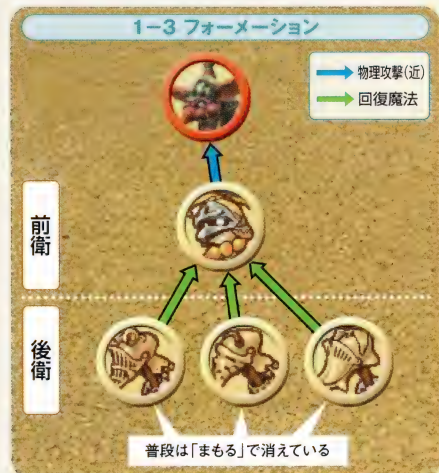 1−3 フォーメーション
物理攻撃(近)
回復魔法
前衛
後衛
普段は「まもる」で消えている